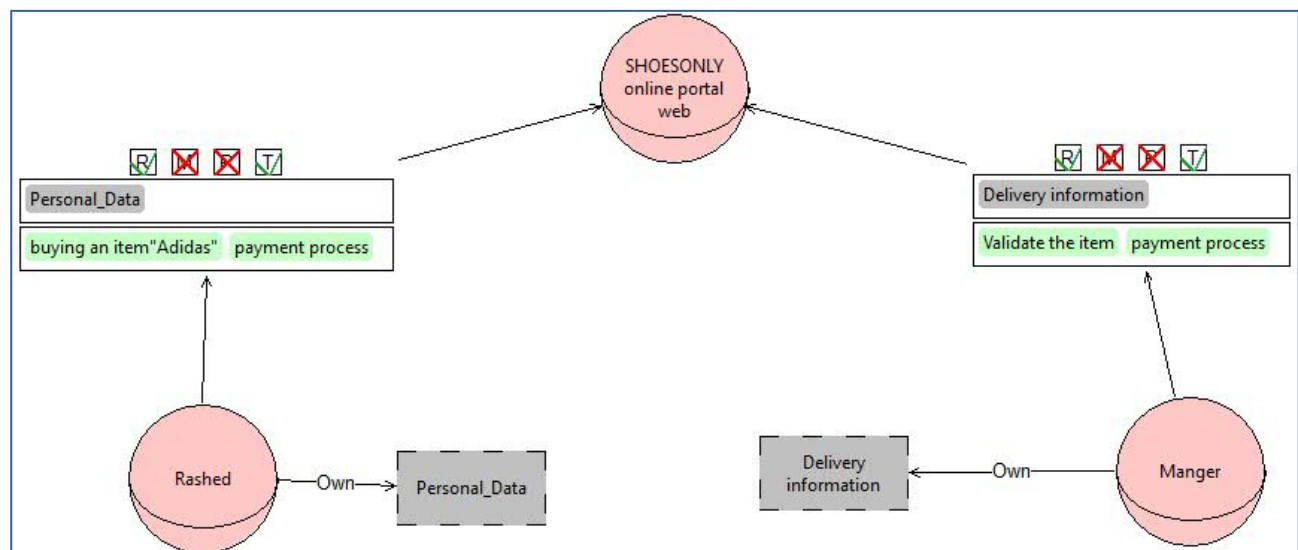 SHOESONLY
online portal
web
R M P T
Personal_Data
buying an item"Adidas" payment process
R M P T
Delivery information
Validate the item payment process
Rashed
Own
Personal_Data
Delivery
information
Own
Manger